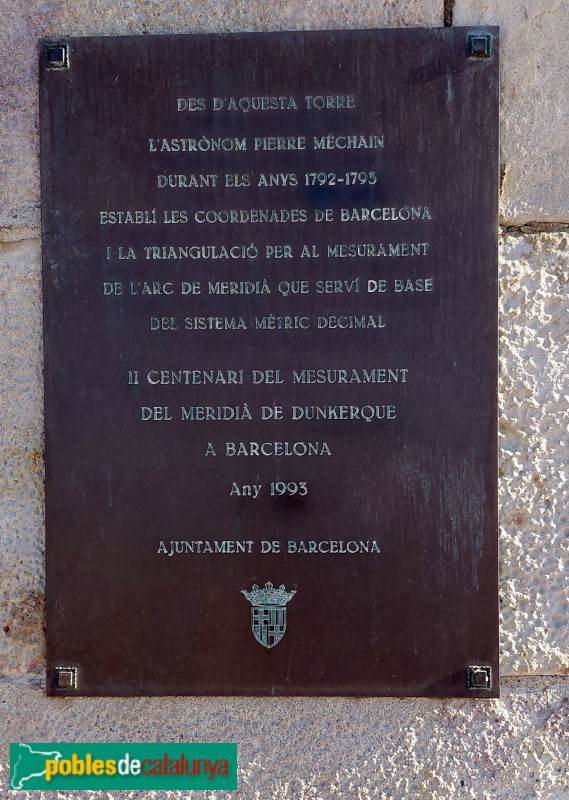 DES D'AQUESTA TORRE
L'ASTRÒNOM PIERRE MÉCHAIN
DURANT ELS ANYS 1792-1795
ESTABLÍ LES COORDENADES DE BARCELONA
I LA TRIANGULACIÓ PER AL MESURAMENT
DE L'ARC DE MERIDIÀ QUE SERVÍ DE BASE
DEL SISTEMA MÈTRIC DECIMAL
II CENTENARI DEL MESURAMENT
DEL MERIDIÀ DE DUNKERQUE
A BARCELONA
Any 1993
AJUNTAMENT DE BARCELONA
poblesdecatalunya